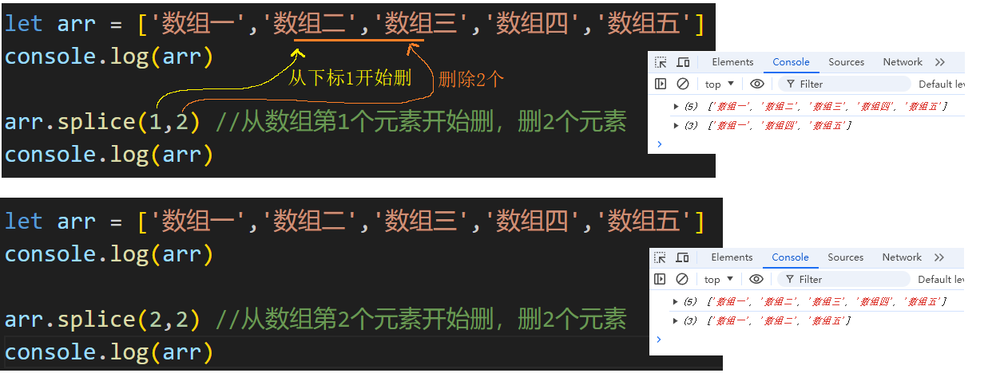 let arr = ['数组一','数组二','数组三','数组四','数组五']
console.log(arr)
从下标1开始删
删除2个
arr.splice(1,2) //从数组第1个元素开始删，删2个元素
console.log(arr)
Elements Console Sources Network
top Filter Default lev
(5) ['数组一', '数组二', '数组三', '数组四', '数组五']
(3) ['数组一', '数组四', '数组五']
let arr = ['数组一','数组二','数组三','数组四','数组五']
console.log(arr)
arr.splice(2,2) //从数组第2个元素开始删，删2个元素
console.log(arr)
Elements Console Sources Network
top Filter Default lev
(5) ['数组一', '数组二', '数组三', '数组四', '数组五']
(3) ['数组一', '数组二', '数组五']